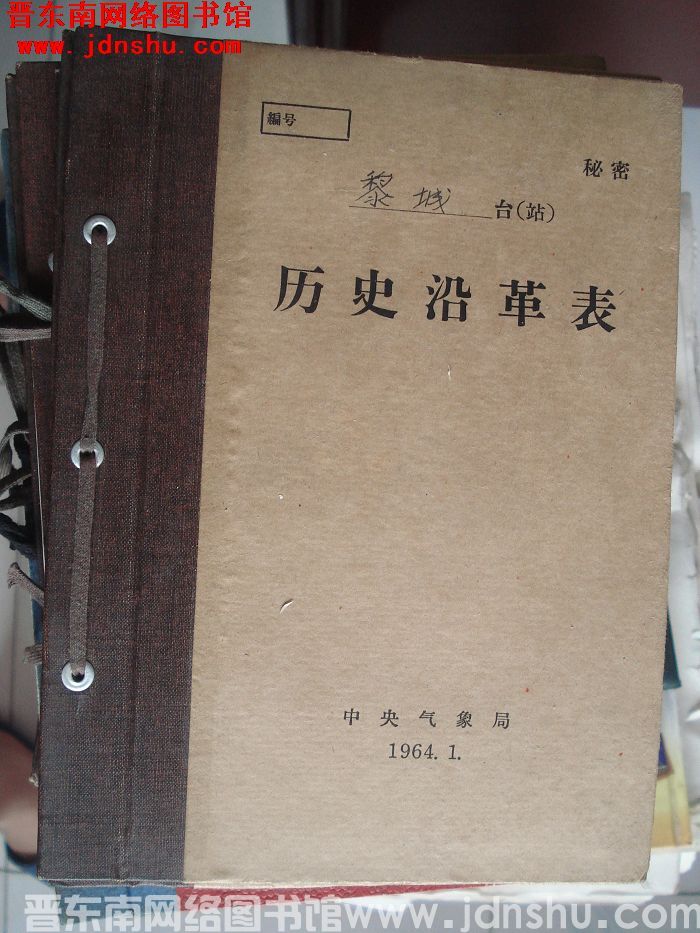 晋东南网络图书馆
www.jdnshu.com
編号
秘密
黎城 台(站)
历史沿革表
中央气象局
1964.1.
晋东南网络图书馆www.jdnshu.com